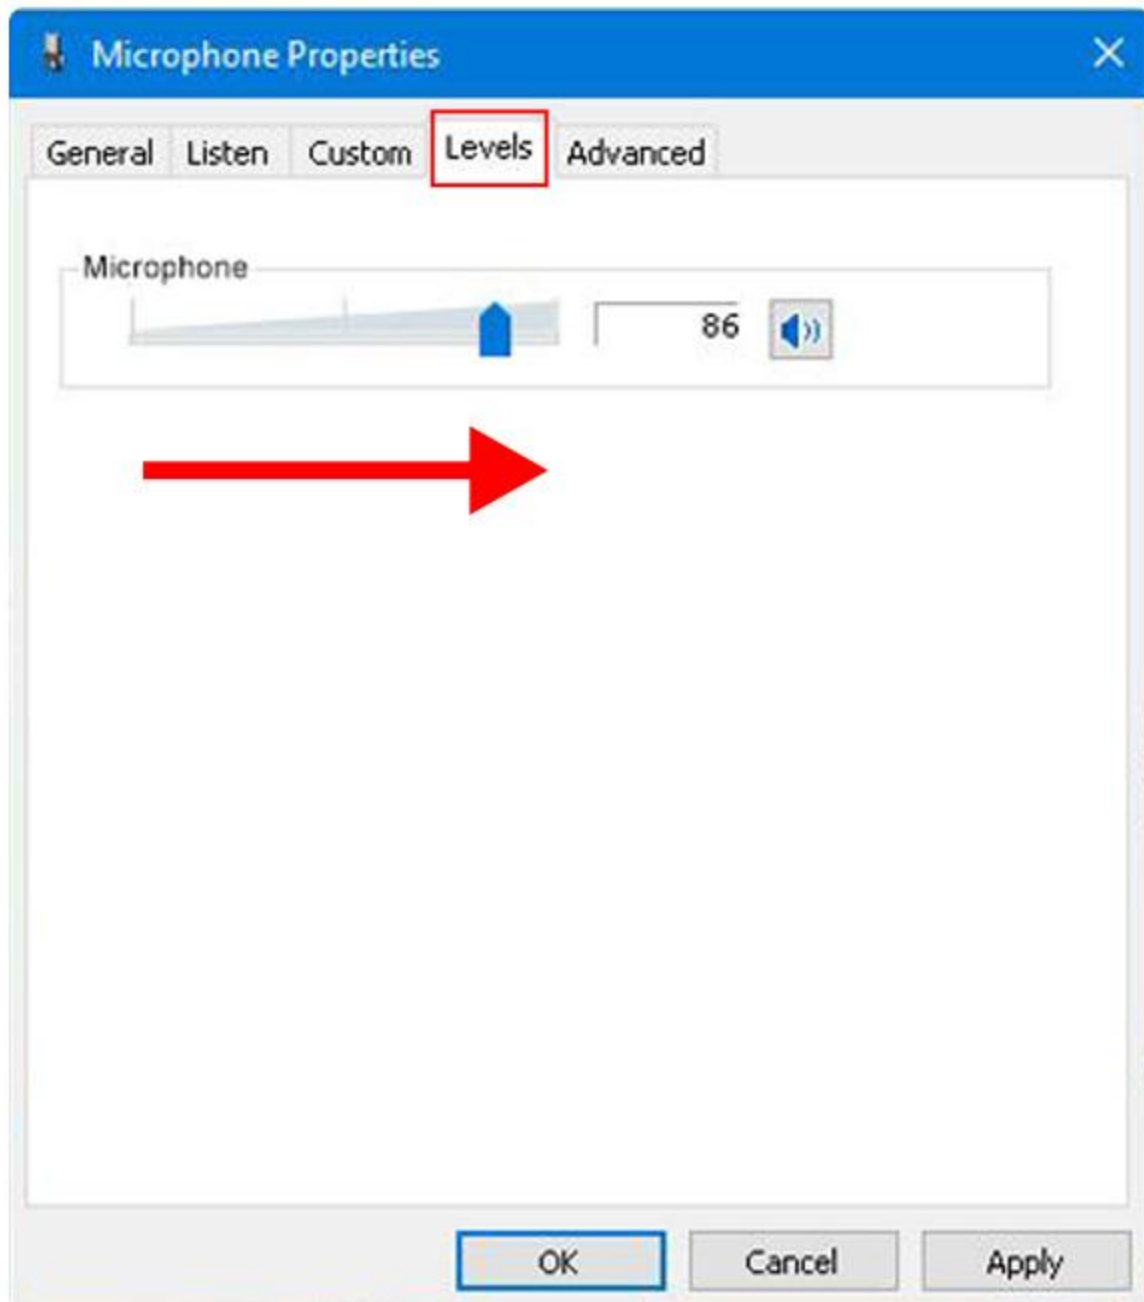 Microphone Properties
General Listen Custom Levels Advanced
Microphone
86
OK Cancel Apply